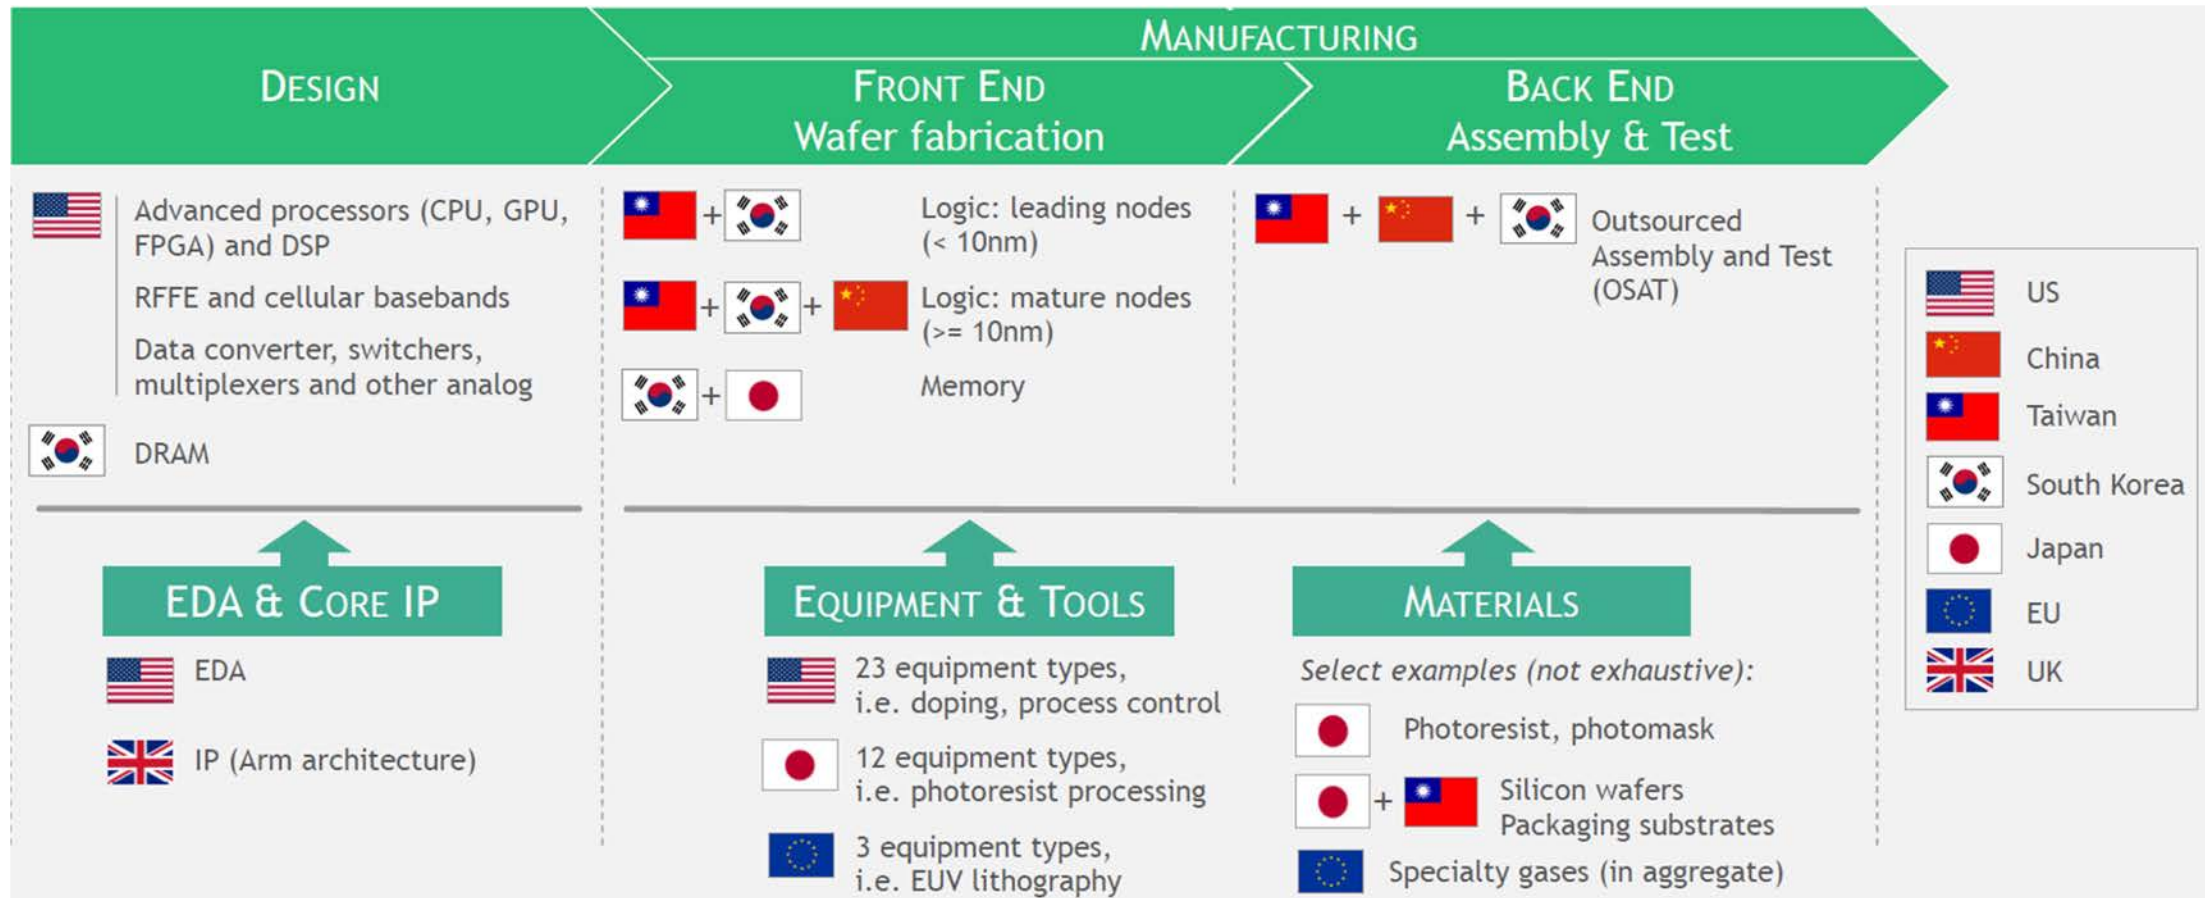 DESIGN
MANUFACTURING
FRONT END
Wafer fabrication
BACK END
Assembly & Test
Advanced processors (CPU, GPU,
FPGA) and DSP
RFFE and cellular basebands
Data converter, switchers,
multiplexers and other analog
DRAM
+
Logic: leading nodes
(< 10nm)
+ +
Logic: mature nodes
(>= 10nm)
+
Memory
+ +
Outsourced
Assembly and Test
(OSAT)
EDA & CORE IP
EDA
IP (Arm architecture)
EQUIPMENT & TOOLS
23 equipment types,
i.e. doping, process control
12 equipment types,
i.e. photoresist processing
3 equipment types,
i.e. EUV lithography
MATERIALS
Select examples (not exhaustive):
Photoresist, photomask
+
Silicon wafers
Packaging substrates
Specialty gases (in aggregate)
US
China
Taiwan
South Korea
Japan
EU
UK